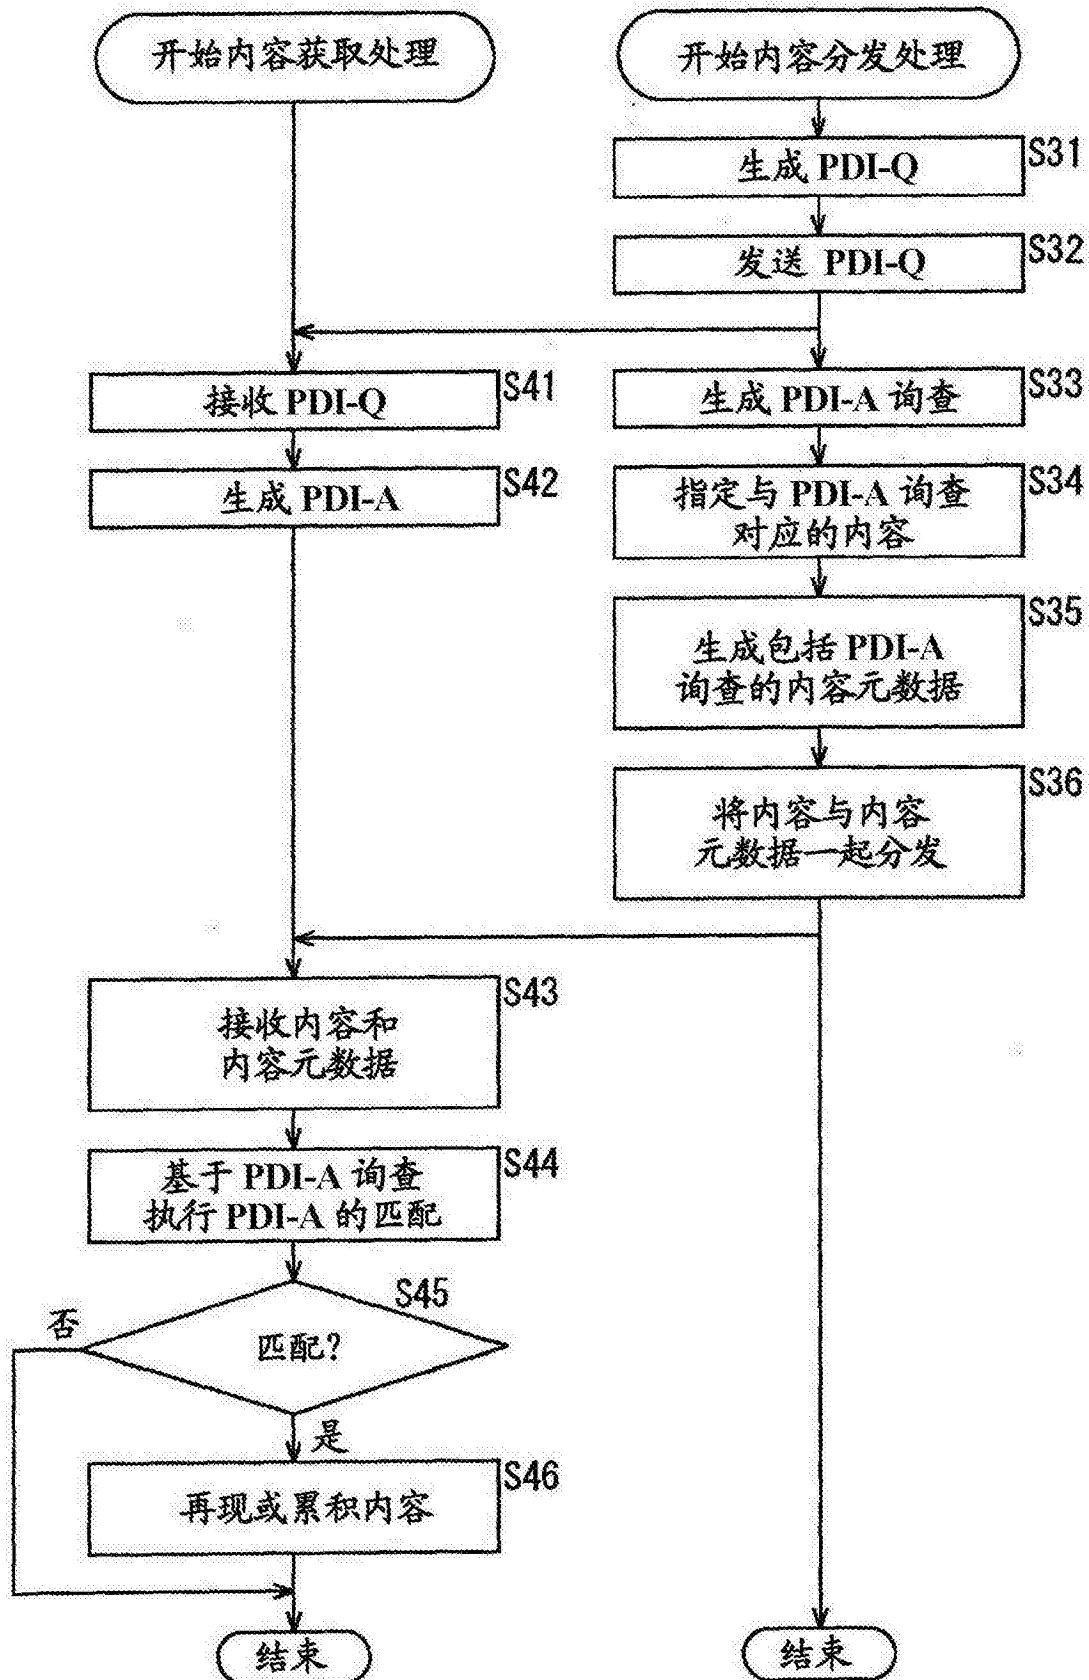 开始内容获取处理
开始内容分发处理
生成 PDI-Q
S31
发送 PDI-Q
S32
接收 PDI-Q
S41
生成 PDI-A 询查
S33
生成 PDI-A
S42
指定与 PDI-A 询查
对应的内容
S34
生成包括 PDI-A
询查的内容元数据
S35
将内容与内容
元数据一起分发
S36
接收内容和
内容元数据
S43
基于 PDI-A 询查
执行 PDI-A 的匹配
S44
S45
否
匹配?
是
再现或累积内容
S46
结束
结束